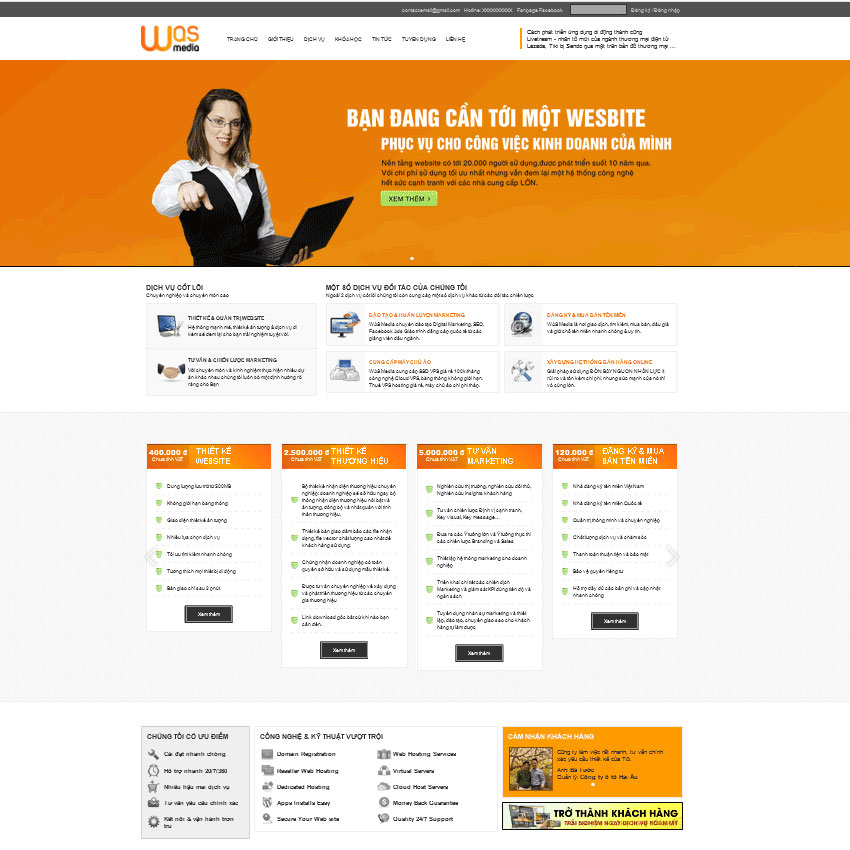 contactemail@gmail.com Hotline: XXXXXXXXXX Fanpage Facebook Đăng ký / Đăng nhập
was media
TRANG CHỦ GIỚI THIỆU DỊCH VỤ KHÓA HỌC TIN TỨC TUYỂN DỤNG LIÊN HỆ
Cách phát triển ứng dụng di động thành công
Livetream - nhân tố mới của ngành thương mại điện tử
Lazada, Tiki bị Sendo qua mặt trên bản đồ thương mại ...
BẠN ĐANG CẦN TỚI MỘT WESBITE
PHỤC VỤ CHO CÔNG VIỆC KINH DOANH CỦA MÌNH
Nền tảng website có tới 20.000 người sử dụng,được phát triển suốt 10 năm qua.
Với chi phí sử dụng tối ưu nhất nhưng vẫn đem lại một hệ thống công nghệ
hết sức cạnh tranh với các nhà cung cấp LỚN.
XEM THÊM ›
DỊCH VỤ CỐT LÕI
Chuyên nghiệp và chuyên môn cao
THIẾT KẾ & QUẢN TRỊ WEBSITE
Hệ thống mạnh mẽ, thiết kế ấn tượng & dịch vụ đi
kèm sẽ đem lại cho bạn trải nghiệm tuyệt vời.
TƯ VẤN & CHIẾN LƯỢC MARKETING
Với chuyên môn và kinh nghiệm thực hiện nhiều dự
án khác nhau chúng tôi luôn có một định hướng rõ
ràng cho Bạn
MỘT SỐ DỊCH VỤ ĐỐI TÁC CỦA CHÚNG TÔI
Ngoài 2 dịch vụ cốt lõi chúng tôi còn cung cấp một số dịch vụ khác từ các đối tác chiến lược
ĐÀO TẠO & HUẤN LUYỆN MARKETING
WAS Media chuyên đào tạo Digital Marketing, SEO,
Facebook Ads Giáo trình đẳng cấp quốc tế từ các
giảng viên đầu ngành.
ĐĂNG KÝ & MUA BÁN TÊN MIỀN
WAS Media là nơi giao dịch, tìm kiếm, mua bán, đấu giá
và giữ chỗ tên miền nhanh chóng & uy tín.
CUNG CẤP MÁY CHỦ ẢO
WAS Media cung cấp SSD VPS giá rẻ 100k/tháng
công nghệ Cloud VPS, băng thông không giới hạn.
Thuê VPS hosting giá rẻ, máy chủ ảo chi phí thấp.
XÂY DỰNG HỆ THỐNG BÁN HÀNG ONLINE
Giải pháp sử dụng ĐÒN BẨY NGUỒN NHÂN LỰC ít
rủi ro và tốn kém chi phí, nhưng sức mạnh của nó thì
vô cùng lớn.
400.000 đ
Chưa tính VAT
THIẾT KẾ
WEBSITE
Dung lượng lưu trữ từ 500MB
Không giới hạn băng thông
Giao diện thiết kế ấn tượng
Nhiều lựa chọn dịch vụ
Tối ưu tìm kiếm nhanh chóng
Tương thích mọi thiết bị di động
Bàn giao chỉ sau 2 phút
Xem thêm
2.500.000 đ
Chưa tính VAT
THIẾT KẾ
THƯƠNG HIỆU
Bộ thiết kế nhận diện thương hiệu chuyên
nghiệp: doanh nghiệp sẽ sở hữu ngay bộ
thông nhận diện thương hiệu nổi bật và
ấn tượng, đồng bộ và nhất quán với tinh
thần thương hiệu.
Thiết kế bàn giao đảm bảo các file nhận
dạng, file vector chất lượng cao nhất để
khách hàng sử dụng.
Chứng nhận doanh nghiệp có toàn
quyền sở hữu và sử dụng mẫu thiết kế.
Được tư vấn chuyên nghiệp về xây dựng
và phát triển thương hiệu từ các chuyên
gia thương hiệu
Link download góc bất cứ khi nào bạn
cần đến.
Xem thêm
5.000.000 đ
Chưa tính VAT
TƯ VẤN
MARKETING
Nghiên cứu thị trường, nghiên cứu đối thủ,
Nghiên cứu Insights khách hàng
Tư vấn chiến lược Định vị cạnh tranh,
Key visual, Key message...
Đưa ra các Ý tưởng lớn và Ý tưởng thực thi
các chiến lược Branding và Sales
Thiết lập hệ thống marketing cho doanh
nghiệp
Triển khai chi tiết các chiến dịch
Marketing và giám sát KPI đúng tiến độ và
ngân sách
Tuyển dụng nhân sự marketing và thiết
lập, đào tạo, chuyển giao sao cho khách
hàng tự làm được
Xem thêm
120.000 đ
Chưa tính VAT
ĐĂNG KÝ & MUA
BÁN TÊN MIỀN
Nhà đăng ký tên miền Việt Nam
Nhà đăng ký tên miền Quốc tế
Quản trị thông minh và chuyên nghiệp
Chất lượng dịch vụ và chăm sóc
Thanh toán thuận tiện và bảo mật
Bảo vệ quyền riêng tư
Hỗ trợ đầy đủ các bản ghi và cập nhật
nhanh chóng
Xem thêm
CHÚNG TÔI CÓ ƯU ĐIỂM
Cài đặt nhanh chóng
Hỗ trợ nhanh 20/7/360
Nhiều hậu mãi dịch vụ
Tư vấn yêu cầu chính xác
Kết nối & vận hành trơn
tru
CÔNG NGHỆ & KỸ THUẬT VƯỢT TRỘI
Domain Registration
Reseller Web Hosting
Dedicated Hosting
Apps Installs Easy
Secure Your Web site
Web Hosting Services
Virtual Servers
Cloud Host Servers
Money Back Guarantee
Quality 24/7 Support
CẢM NHẬN KHÁCH HÀNG
Công ty làm việc rất nhanh, tư vấn chính
xác yêu cầu thiết kế của Tôi.
Anh: Bá Tước
Quản lý: Công ty ô tô Hải Âu
TRỞ THÀNH KHÁCH HÀNG
TRẢI NGHIỆM NGAY DỊCH VỤ HOÀN MỸ